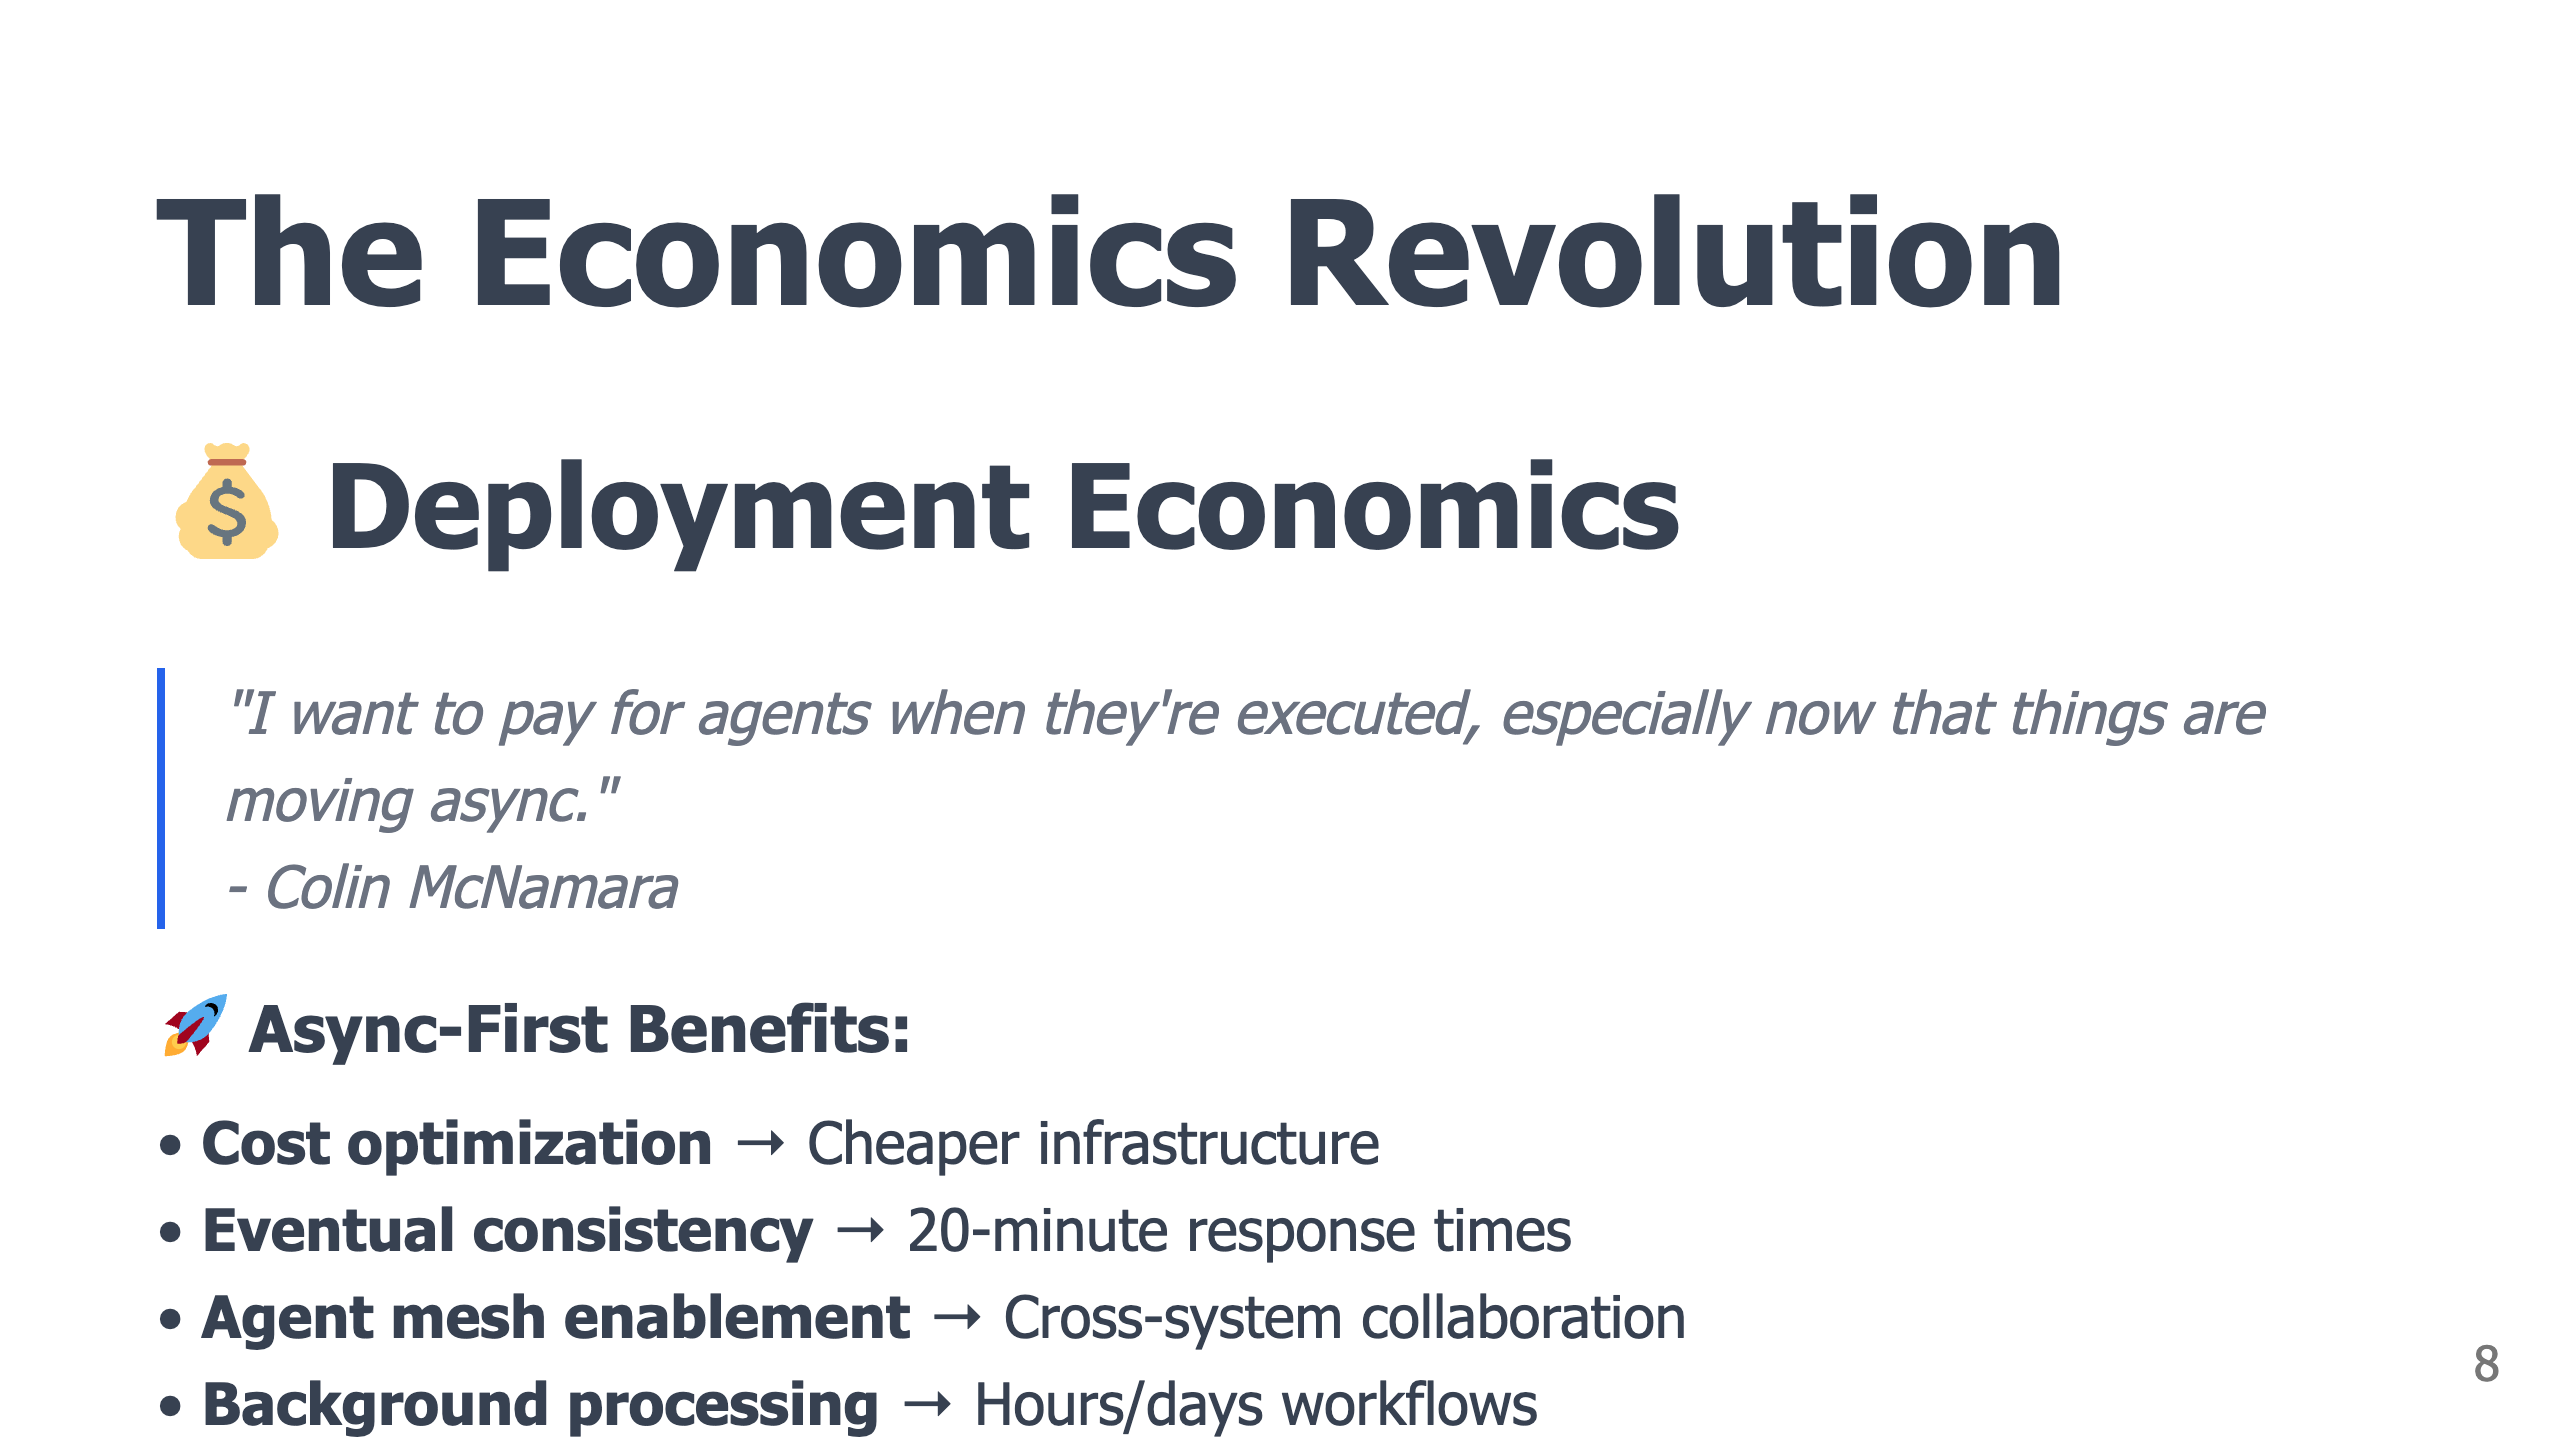 The Economics Revolution
💰 Deployment Economics
"I want to pay for agents when they're executed, especially now that things are
moving async."
- Colin McNamara
🚀 Async-First Benefits:
• Cost optimization → Cheaper infrastructure
• Eventual consistency → 20-minute response times
• Agent mesh enablement → Cross-system collaboration
• Background processing → Hours/days workflows
8